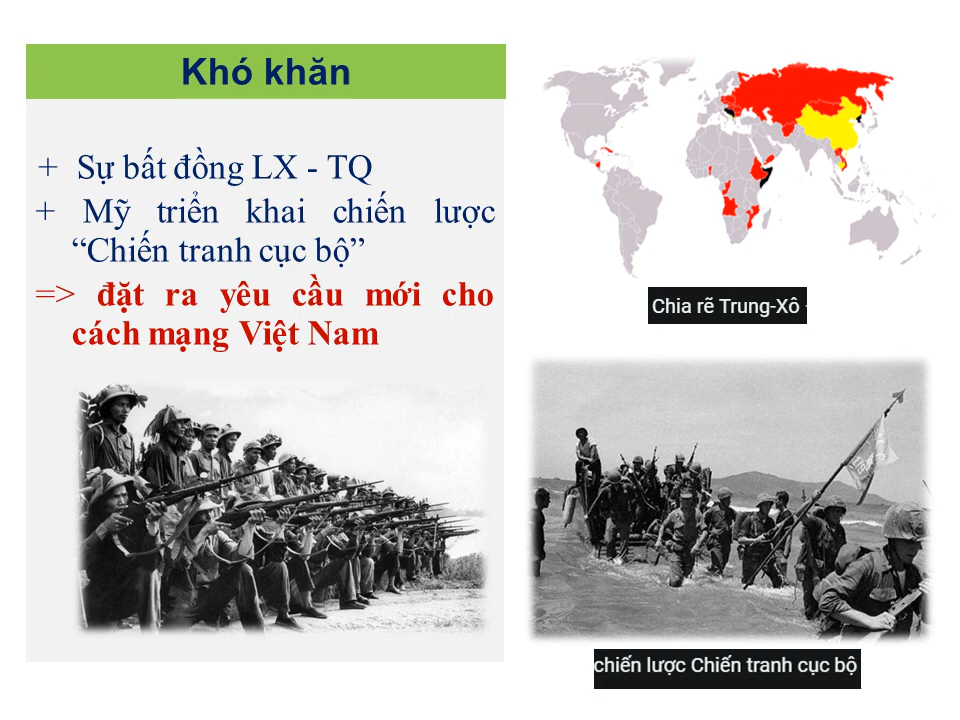 Khó khăn
+ Sự bất đồng LX - TQ
+ Mỹ triển khai chiến lược
“Chiến tranh cục bộ”
=> đặt ra yêu cầu mới cho
cách mạng Việt Nam
Chia rẽ Trung-Xô
chiến lược Chiến tranh cục bộ